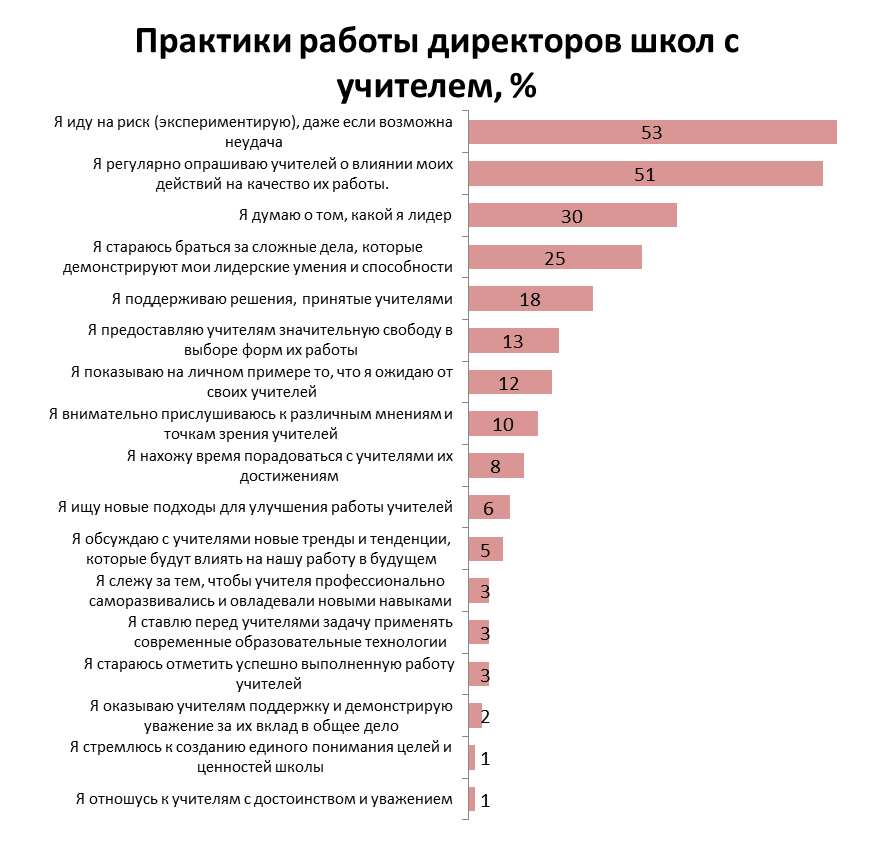 Практики работы директоров школ с
учителем, %
Я иду на риск (экспериментирую), даже если возможна
неудача
53
Я регулярно опрашиваю учителей о влиянии моих
действий на качество их работы.
51
Я думаю о том, какой я лидер
30
Я стараюсь браться за сложные дела, которые
демонстрируют мои лидерские умения и способности
25
Я поддерживаю решения, принятые учителями
18
Я предоставляю учителям значительную свободу в
выборе форм их работы
13
Я показываю на личном примере то, что я ожидаю от
своих учителей
12
Я внимательно прислушиваюсь к различным мнениям и
точкам зрения учителей
10
Я нахожу время порадоваться с учителями их
достижениям
8
Я ищу новые подходы для улучшения работы учителей
6
Я обсуждаю с учителями новые тренды и тенденции,
которые будут влиять на нашу работу в будущем
5
Я слежу за тем, чтобы учителя профессионально
саморазвивались и овладевали новыми навыками
3
Я ставлю перед учителями задачу применять
современные образовательные технологии
3
Я стараюсь отметить успешно выполненную работу
учителей
3
Я оказываю учителям поддержку и демонстрирую
уважение за их вклад в общее дело
2
Я стремлюсь к созданию единого понимания целей и
ценностей школы
1
Я отношусь к учителям с достоинством и уважением
1